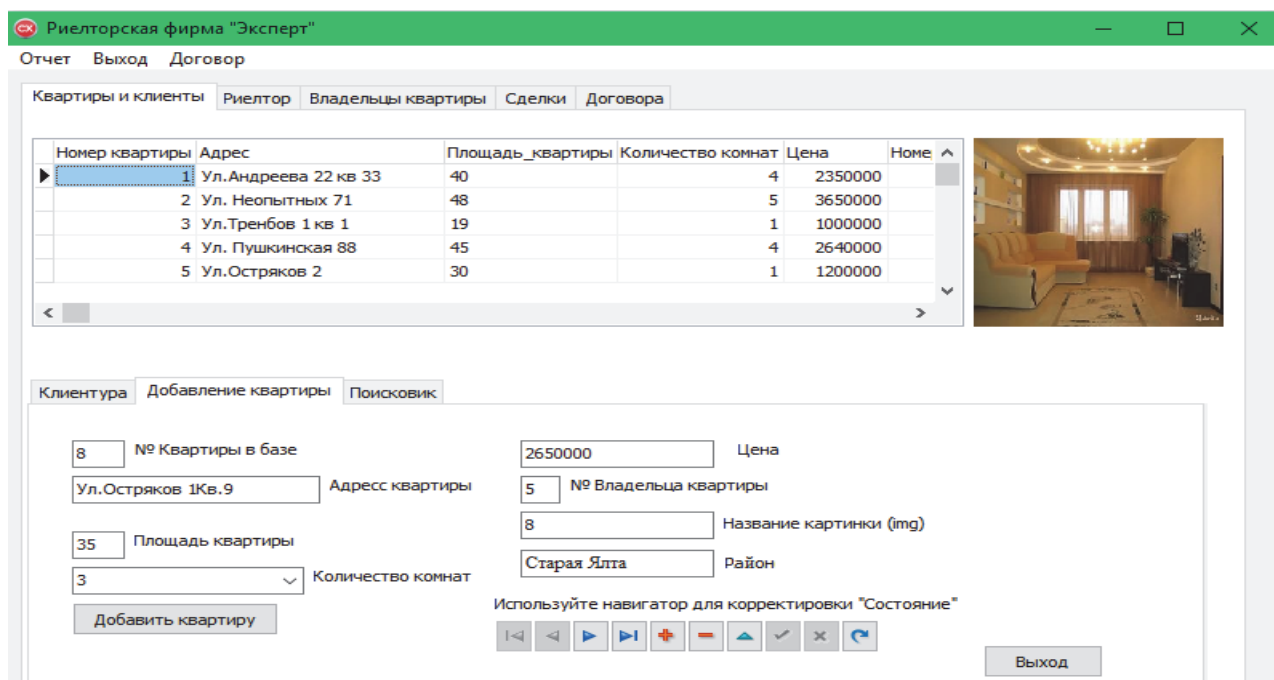 Риелторская фирма "Эксперт"
Отчет Выход Договор
Квартиры и клиенты Риелтор Владельцы квартиры Сделки Договора
Номер квартиры Адрес Площадь_квартиры Количество комнат Цена Номе
1 Ул.Андреева 22 кв 33 40 4 2350000
2 Ул. Неопытных 71 48 5 3650000
3 Ул.Тренбов 1 кв 1 19 1 1000000
4 Ул. Пушкинская 88 45 4 2640000
5 Ул.Остряков 2 30 1 1200000
Клиентура Добавление квартиры Поисковик
8 № Квартиры в базе 2650000 Цена
Ул.Остряков 1Кв.9 Адресс квартиры 5 № Владельца квартиры
8 Название картинки (img)
35 Площадь квартиры Старая Ялта Район
3 Количество комнат
Используйте навигатор для корректировки "Состояние"
Добавить квартиру
Выход